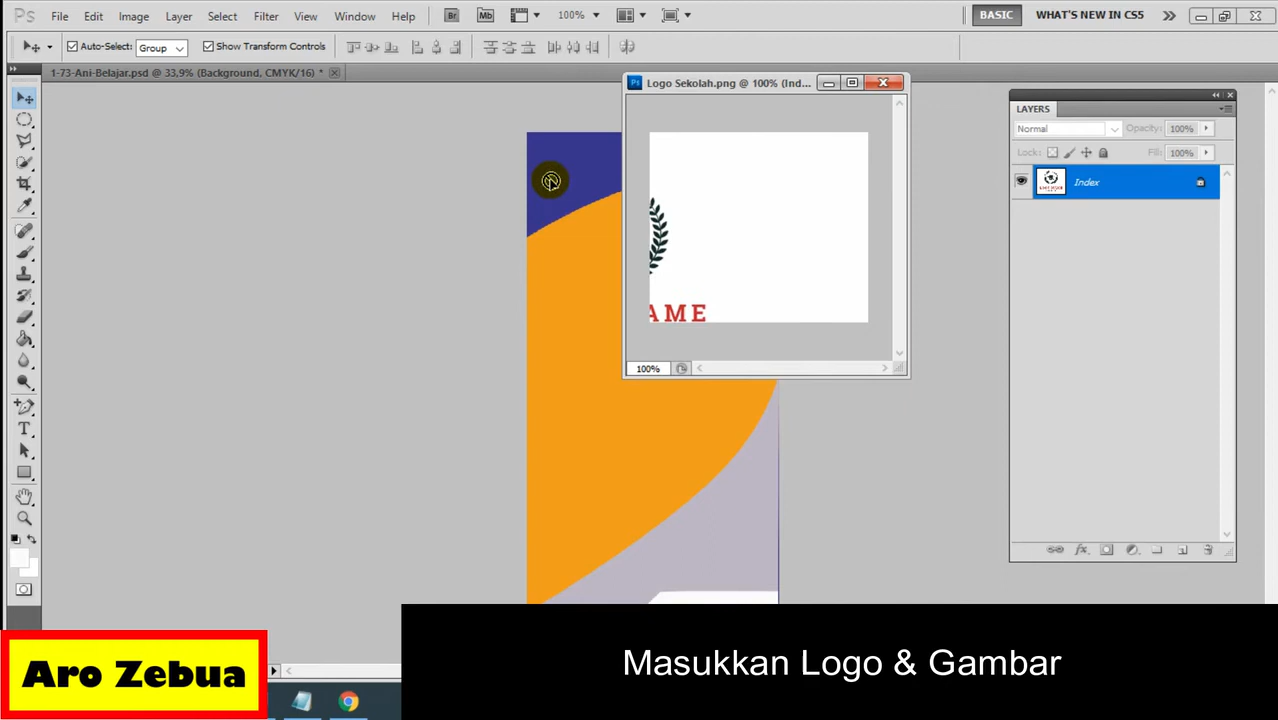 Ps File Edit Image Layer Select Filter View Window Help Br Mb 100% BASIC WHAT'S NEW IN CS5
Auto-Select: Group Show Transform Controls
1-73-Ani-Belajar.psd @ 33,9% (Background, CMYK/16) *
Logo Sekolah.png @ 100% (Ind...
AME
100%
LAYERS
Normal Opacity: 100%
Lock: Fill: 100%
Index
Aro Zebua
Masukkan Logo & Gambar